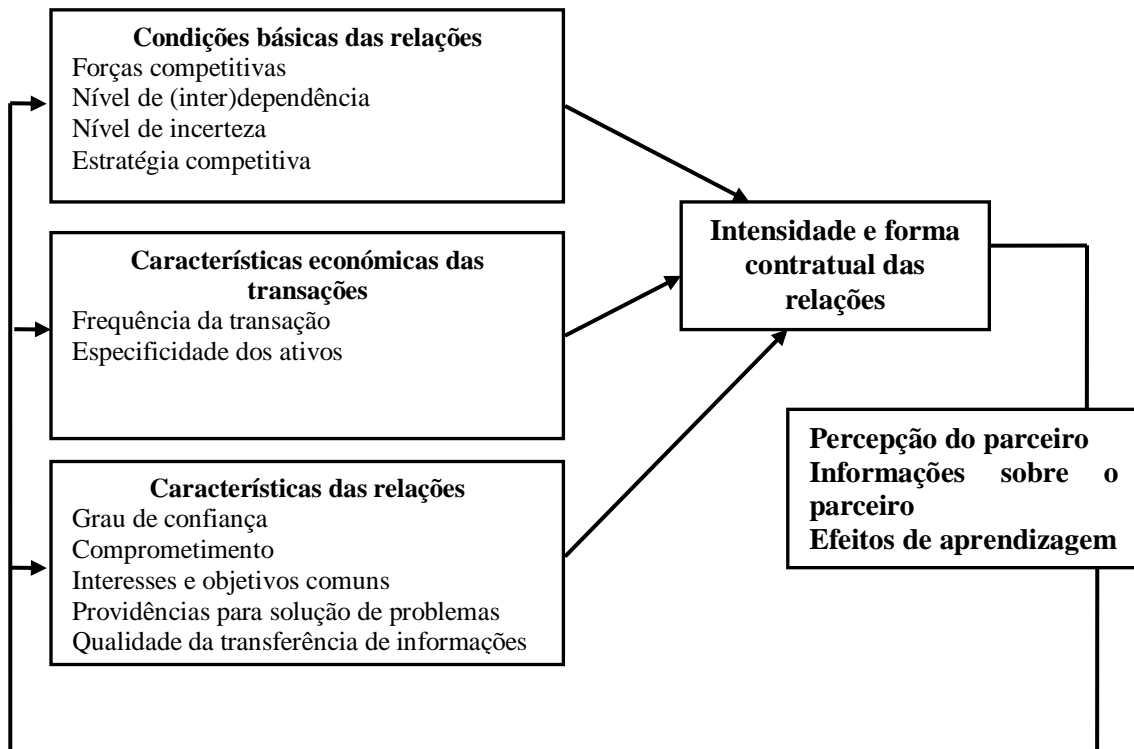 Condições básicas das relações
Forças competitivas
Nível de (inter)dependência
Nível de incerteza
Estratégia competitiva
Características económicas das
transações
Frequência da transação
Especificidade dos ativos
Características das relações
Grau de confiança
Comprometimento
Interesses e objetivos comuns
Providências para solução de problemas
Qualidade da transferência de informações
Intensidade e forma
contratual das
relações
Percepção do parceiro
Informações sobre o
parceiro
Efeitos de aprendizagem